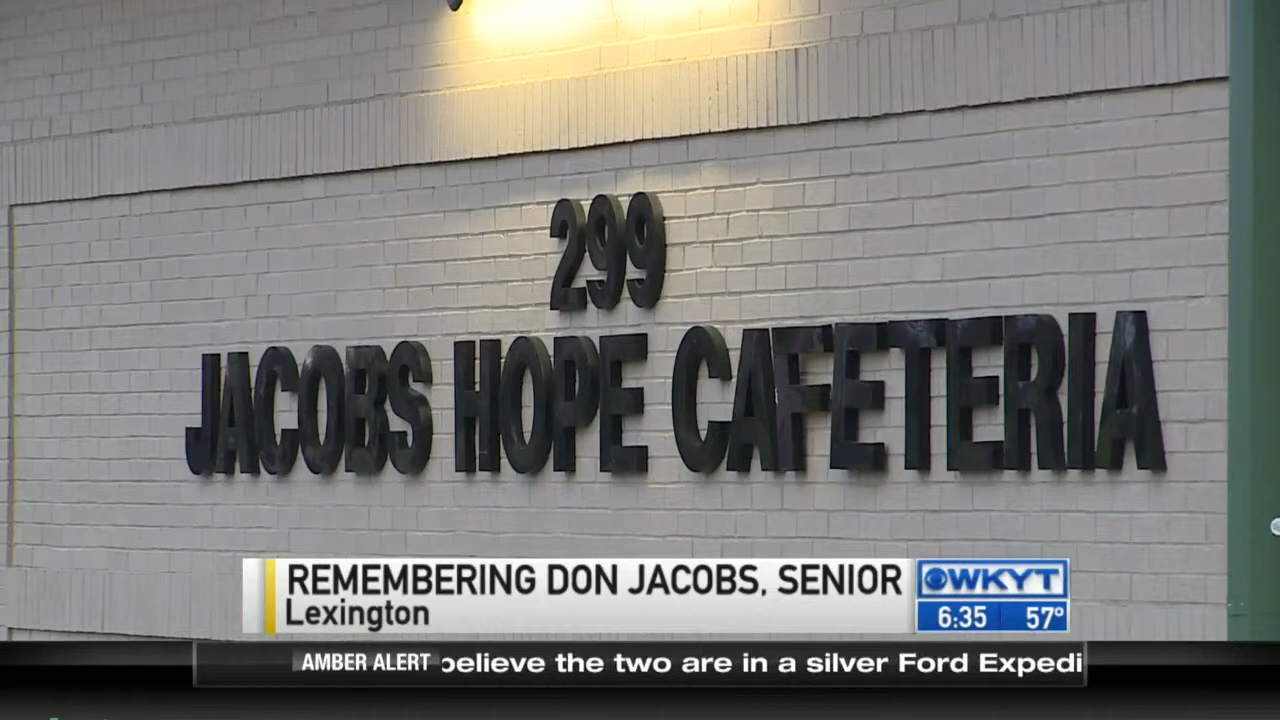 299
JACOBS HOPE CAFETERIA
REMEMBERING DON JACOBS, SENIOR
Lexington
WKYT
6:35 57°
AMBER ALERT believe the two are in a silver Ford Expedi